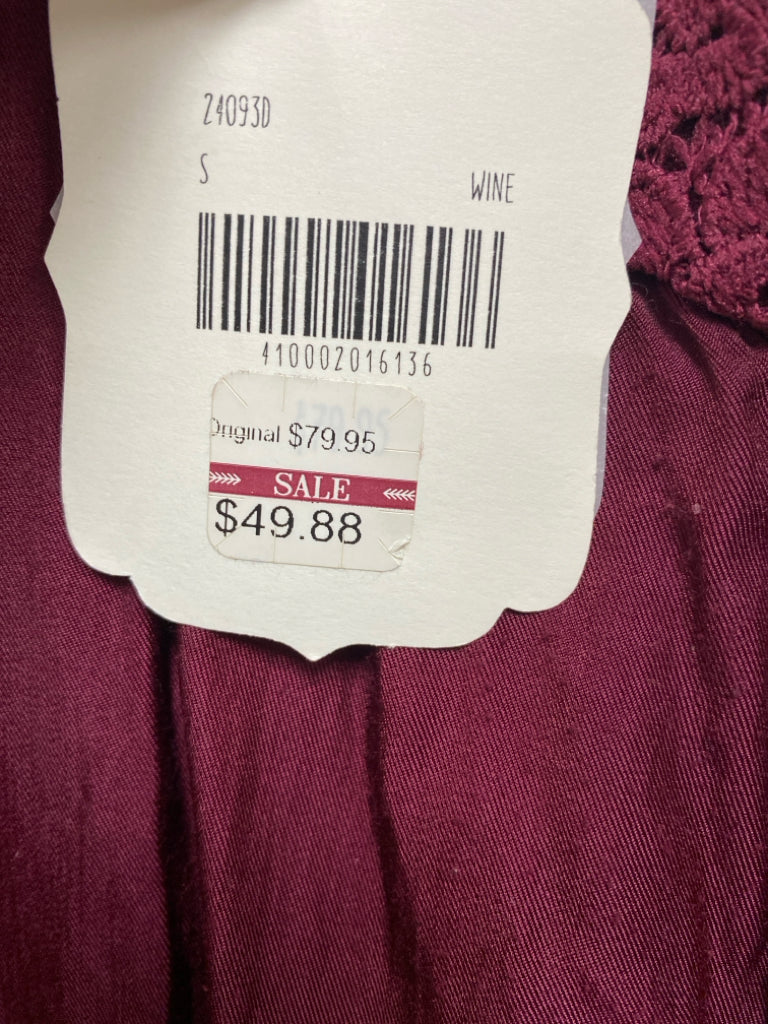 24093D
S
WINE
410002016136
Original $79.95
SALE
$49.88